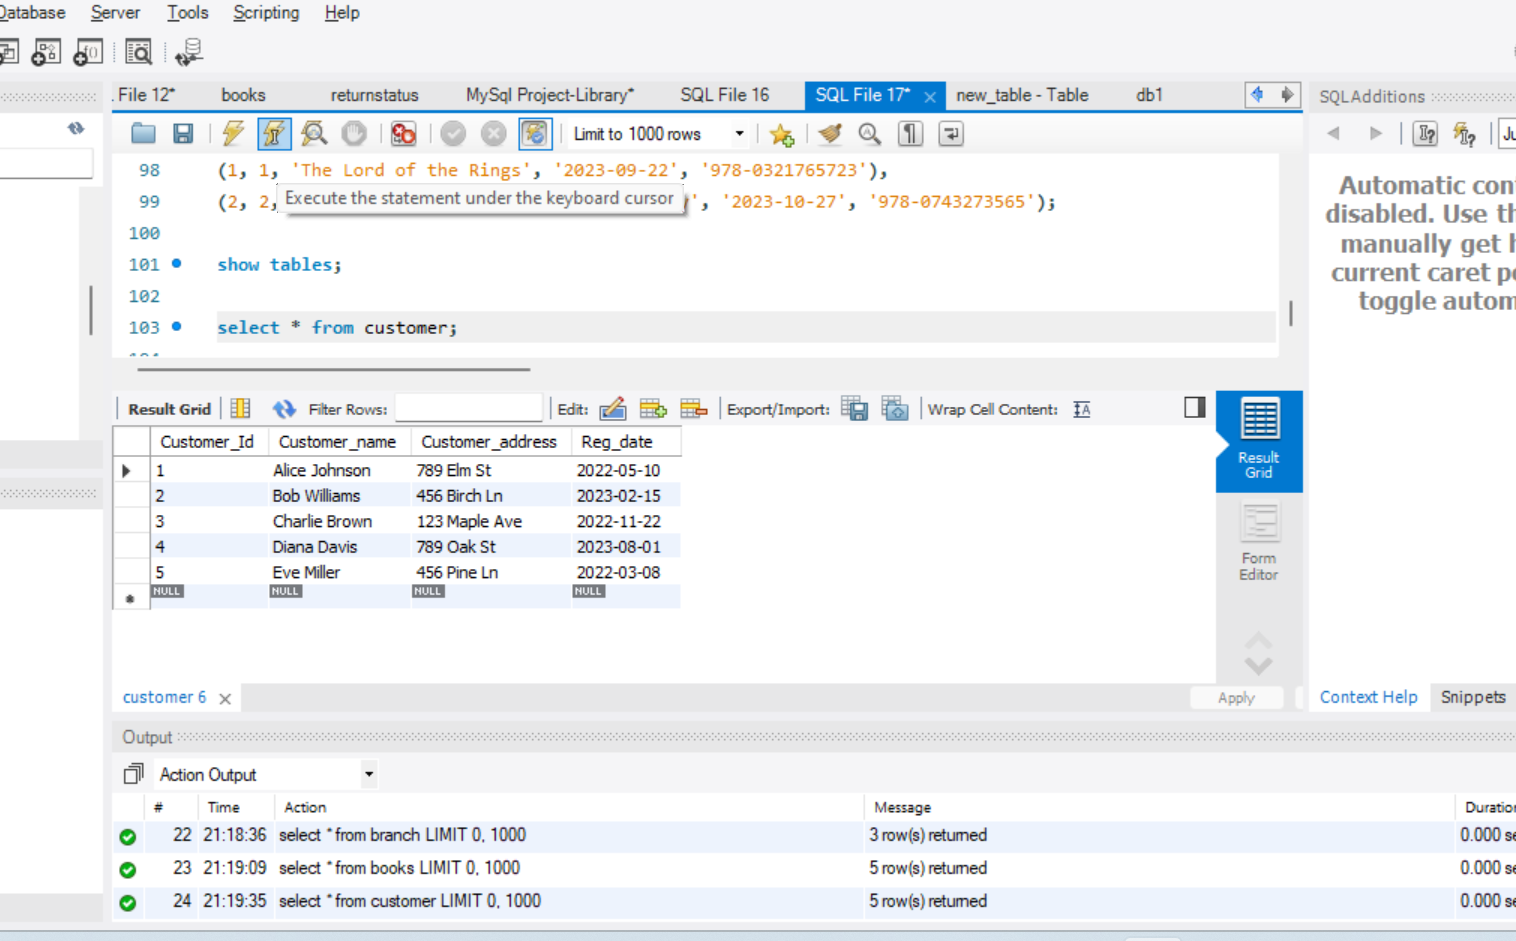 Database Server Tools Scripting Help
File 12* books returnstatus MySql Project-Library* SQL File 16 SQL File 17* new_table - Table db1 SQLAdditions
Limit to 1000 rows
98 (1, 1, 'The Lord of the Rings', '2023-09-22', '978-0321765723'),
Execute the statement under the keyboard cursor
99 (2, 2, ', '2023-10-27', '978-0743273565');
100
101 show tables;
102
103 select * from customer;
Automatic
disabled. Use
manually get
current caret
toggle
Result Grid Filter Rows: Edit: Export/Import: Wrap Cell Content:
Customer_Id Customer_name Customer_address Reg_date
1 Alice Johnson 789 Elm St 2022-05-10
2 Bob Williams 456 Birch Ln 2023-02-15
3 Charlie Brown 123 Maple Ave 2022-11-22
4 Diana Davis 789 Oak St 2023-08-01
5 Eve Miller 456 Pine Ln 2022-03-08
NULL NULL NULL NULL
Result
Grid
Form
Editor
customer 6 Apply Context Help Snippets
Output
Action Output
# Time Action Message Duration
22 21:18:36 select * from branch LIMIT 0, 1000 3 row(s) returned 0.000
23 21:19:09 select * from books LIMIT 0, 1000 5 row(s) returned 0.000
24 21:19:35 select * from customer LIMIT 0, 1000 5 row(s) returned 0.000